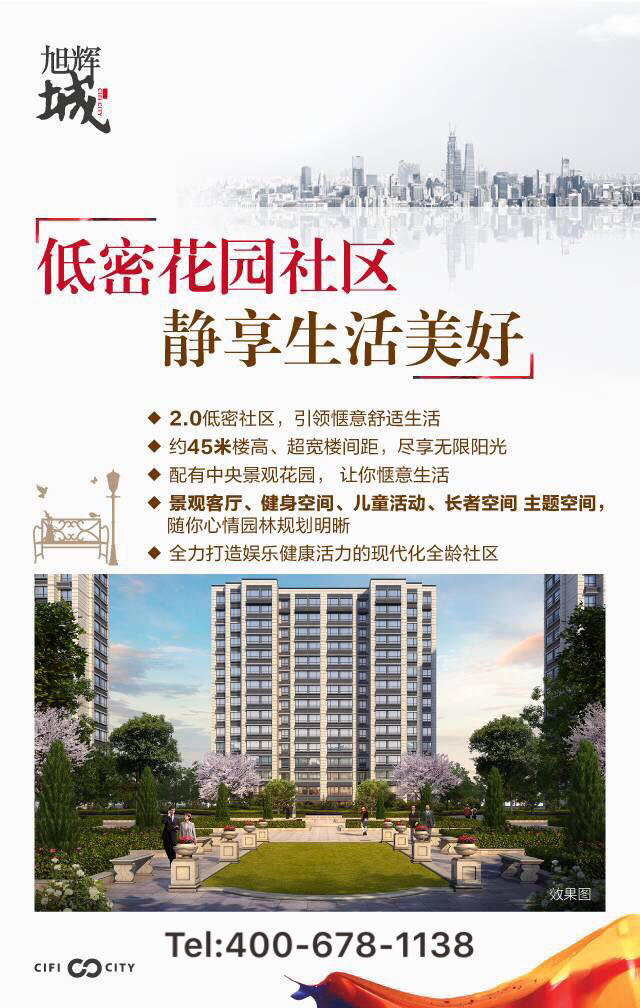 旭辉
城
CIFI CITY
低密花园社区
静享生活美好
◆ 2.0低密社区，引领惬意舒适生活
◆ 约45米楼高、超宽楼间距，尽享无限阳光
◆ 配有中央景观花园， 让你惬意生活
◆ 景观客厅、健身空间、儿童活动、长者空间 主题空间，
随你心情园林规划明晰
◆ 全力打造娱乐健康活力的现代化全龄社区
效果图
Tel:400-678-1138
CIFI CITY